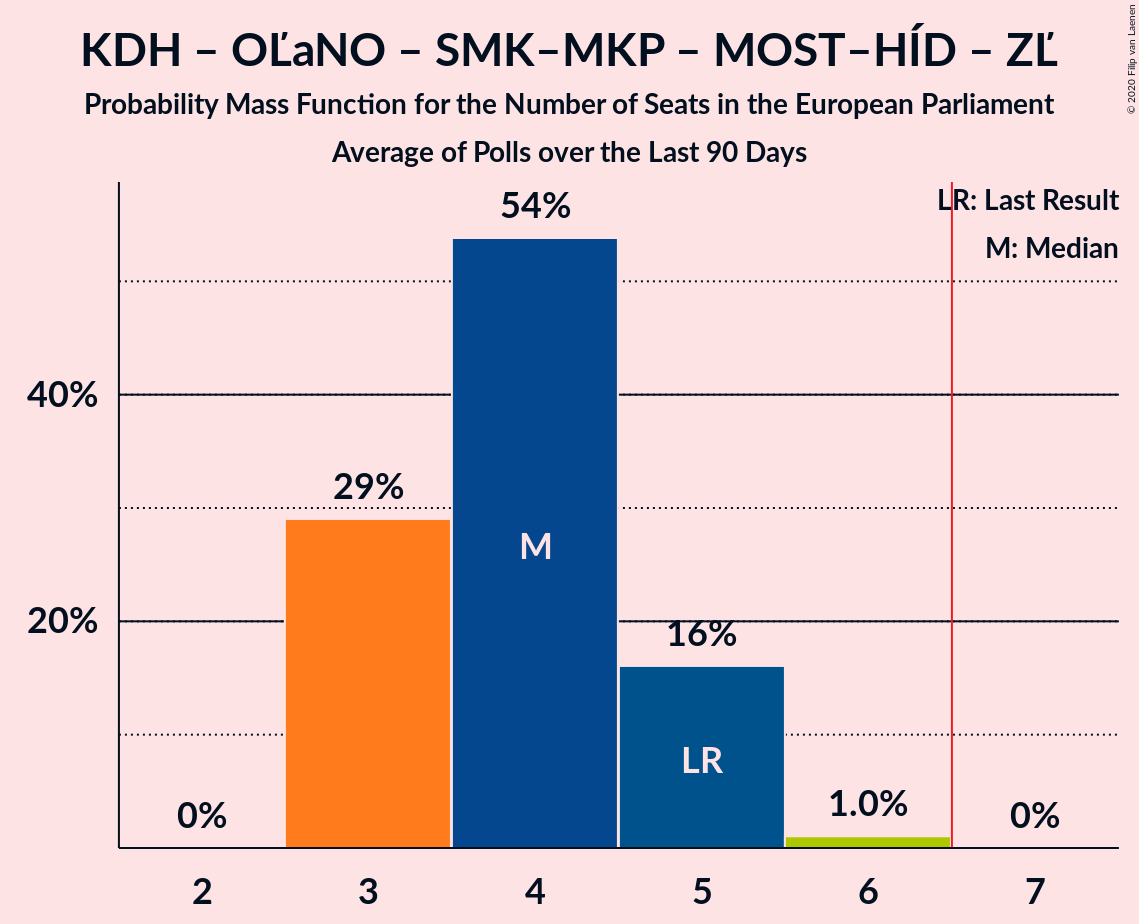 KDH – OĽaNO – SMK–MKP – MOST–HÍD – ZĽ
Probability Mass Function for the Number of Seats in the European Parliament
Average of Polls over the Last 90 Days
© 2020 Filip van Laenen
LR: Last Result
M: Median
54%
40%
29%
M
20%
16%
LR
0%
1.0%
0%
2 3 4 5 6 7